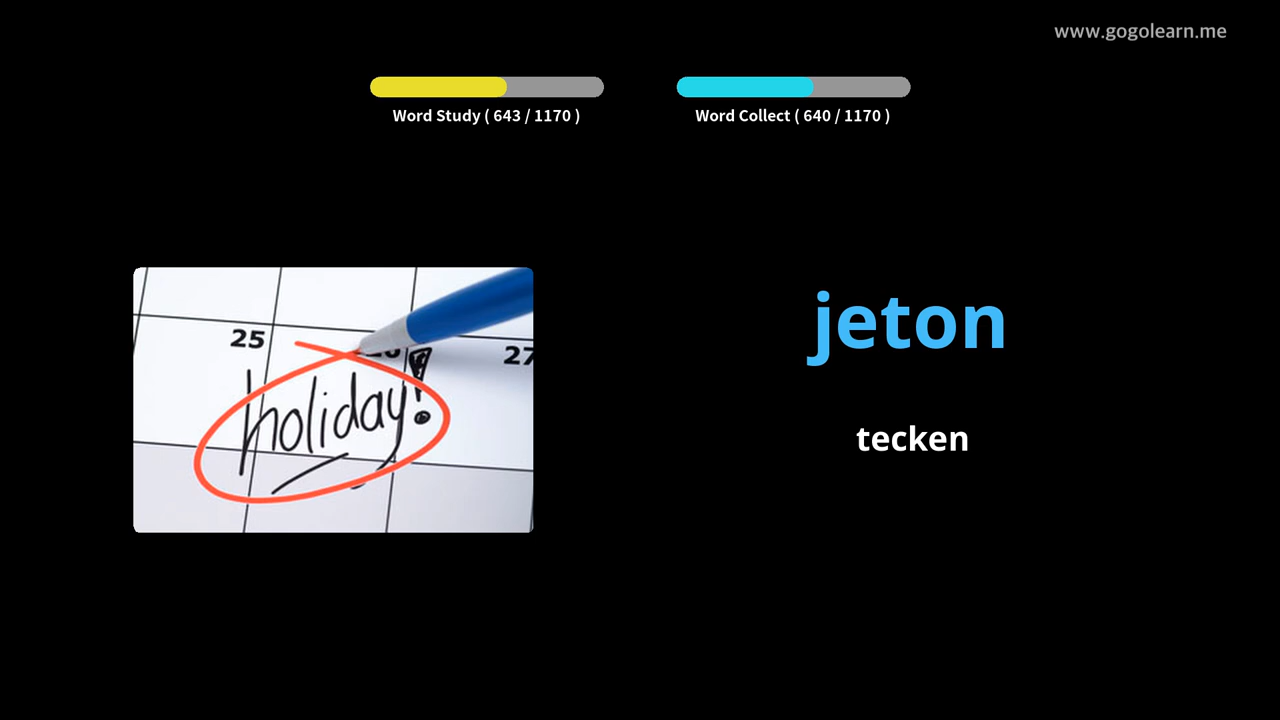 www.gogolearn.me
Word Study ( 643 / 1170 )
Word Collect ( 640 / 1170 )
25
27
holiday!
jeton
tecken